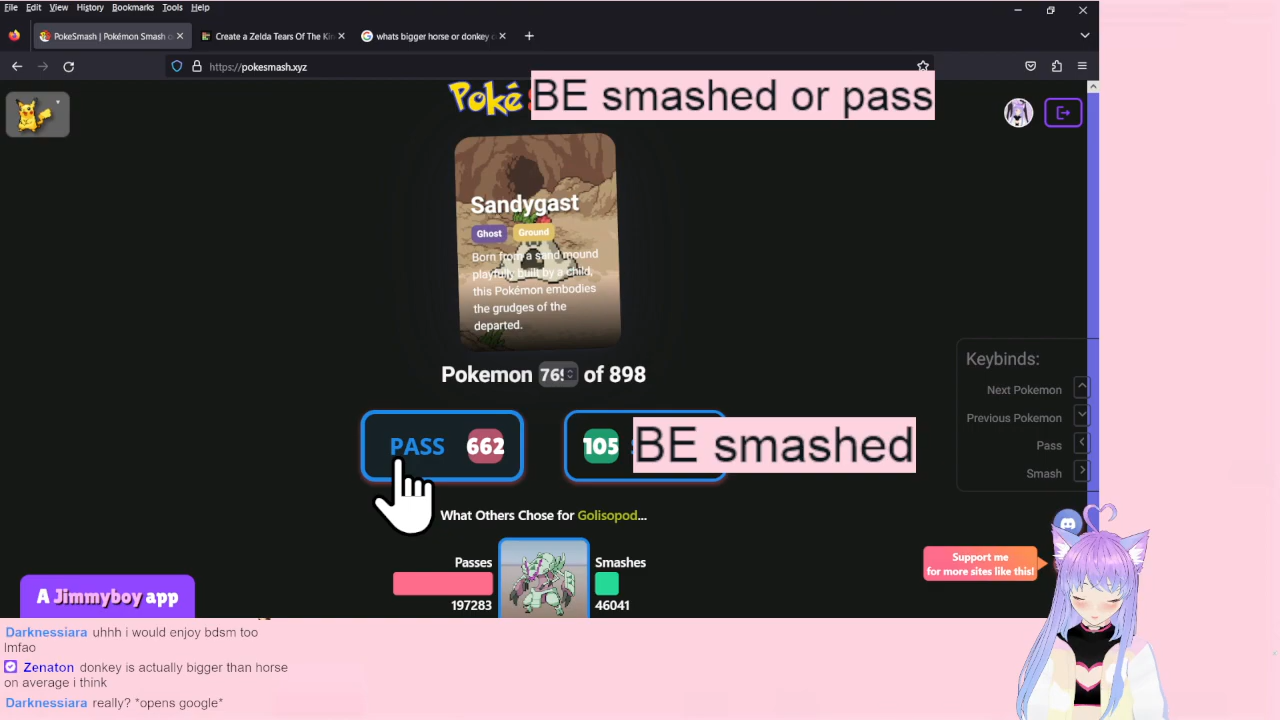 File Edit View History Bookmarks Tools Help
PokeSmash | Pokémon Smash o
Create a Zelda Tears Of The Kin
whats bigger horse or donkey o
https://pokesmash.xyz
Poké BE smashed or pass
Sandygast
Ghost Ground
Born from a sand mound
playfully built by a child,
this Pokémon embodies
the grudges of the
departed.
Pokemon 769 of 898
PASS 662
105 BE smashed
Keybinds:
Next Pokemon
Previous Pokemon
Pass
Smash
What Others Chose for Golisopod...
Passes
197283
Smashes
46041
Support me
for more sites like this!
A Jimmyboy app
Darknessiara uhhh i would enjoy bdsm too
lmfao
Zenaton donkey is actually bigger than horse
on average i think
Darknessiara really? *opens google*